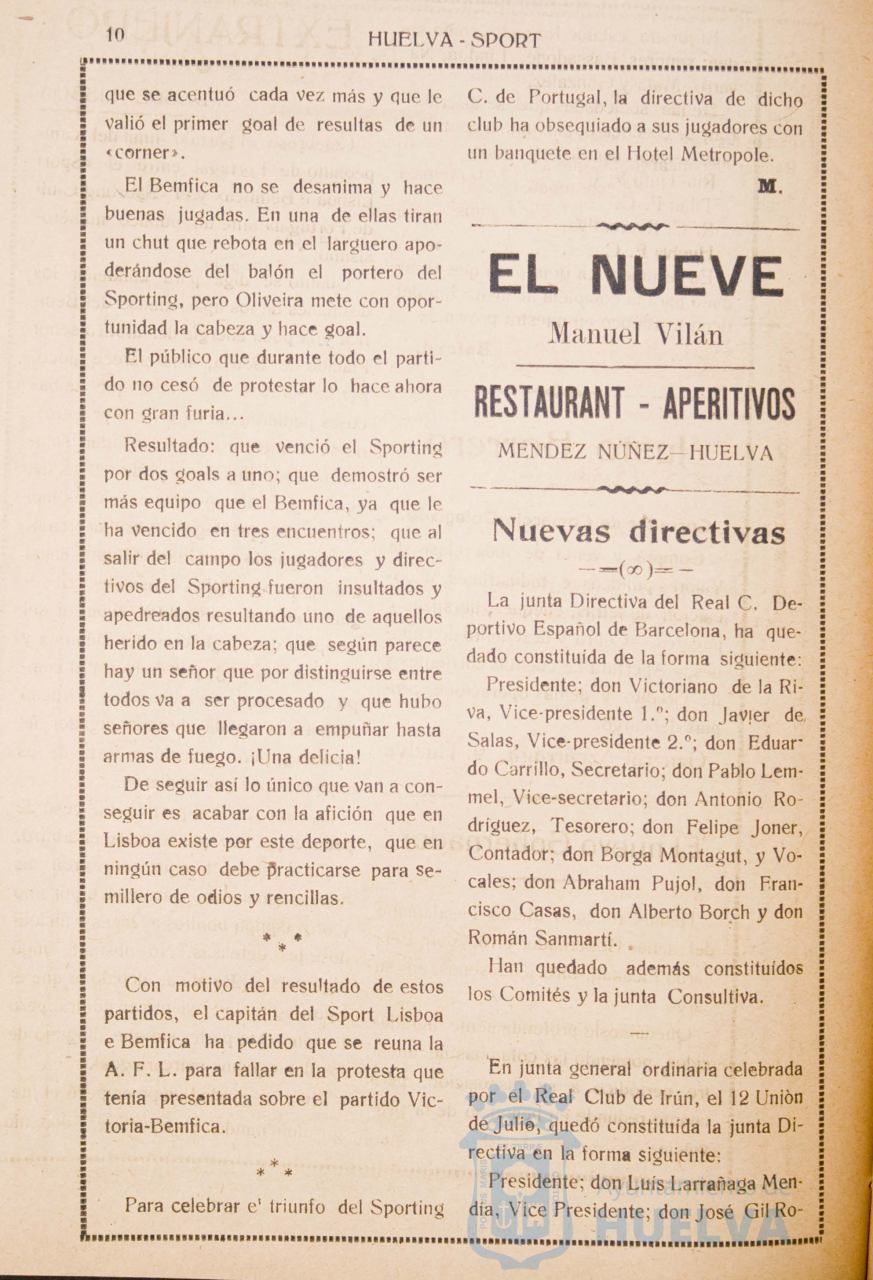 10
HUELVA - SPORT
que se acentuó cada vez más y que le
valió el primer goal de resultas de un
«corner».
El Bemfica no se desanima y hace
buenas jugadas. En una de ellas tiran
un chut que rebota en el larguero apo-
derándose del balón el portero del
Sporting, pero Oliveira mete con opor-
tunidad la cabeza y hace goal.
El público que durante todo el parti-
do no cesó de protestar lo hace ahora
con gran furia...
Resultado: que venció el Sporting
por dos goals a uno; que demostró ser
más equipo que el Bemfica, ya que le
ha vencido en tres encuentros; que al
salir del campo los jugadores y direc-
tivos del Sporting fueron insultados y
apedreados resultando uno de aquellos
herido en la cabeza; que según parece
hay un señor que por distinguirse entre
todos va a ser procesado y que hubo
señores que llegaron a empuñar hasta
armas de fuego. ¡Una delicia!
De seguir así lo único que van a con-
seguir es acabar con la afición que en
Lisboa existe por este deporte, que en
ningún caso debe practicarse para se-
millero de odios y rencillas.
* * *
Con motivo del resultado de estos
partidos, el capitán del Sport Lisboa
e Bemfica ha pedido que se reuna la
A. F. L. para fallar en la protesta que
tenía presentada sobre el partido Vic-
toria-Bemfica.
* * *
Para celebrar e' triunfo del Sporting
C. de Portugal, la directiva de dicho
club ha obsequiado a sus jugadores con
un banquete en el Hotel Metropole.
M.
EL NUEVE
Manuel Vilán
RESTAURANT - APERITIVOS
MENDEZ NÚÑEZ—HUELVA
Nuevas directivas
La junta Directiva del Real C. De-
portivo Español de Barcelona, ha que-
dado constituída de la forma siguiente:
Presidente; don Victoriano de la Ri-
va, Vice-presidente 1.º; don Javier de
Salas, Vice-presidente 2.º; don Eduar-
do Carrillo, Secretario; don Pablo Lem-
mel, Vice-secretario; don Antonio Ro-
dríguez, Tesorero; don Felipe Joner,
Contador; don Borga Montagut, y Vo-
cales; don Abraham Pujol, don Fran-
cisco Casas, don Alberto Borch y don
Román Sanmartí.
Han quedado además constituídos
los Comités y la junta Consultiva.
—
En junta general ordinaria celebrada
por el Real Club de Irún, el 12 Uniòn
de Julio, quedó constituída la junta Di-
rectiva en la forma siguiente:
Presidente; don Luis Larrañaga Men-
día, Vice Presidente; don José Gil Ro-
Ayuntamiento de
HUELVA